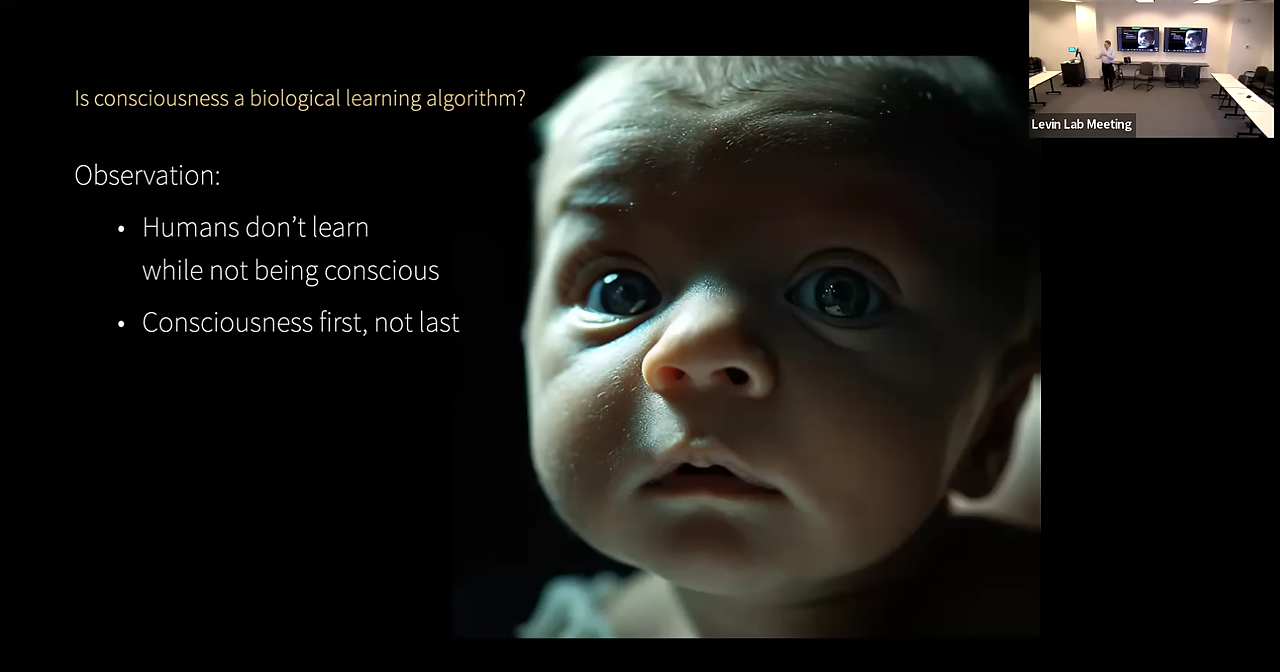 Is consciousness a biological learning algorithm?
Observation:
• Humans don’t learn
while not being conscious
• Consciousness first, not last
Levin Lab Meeting